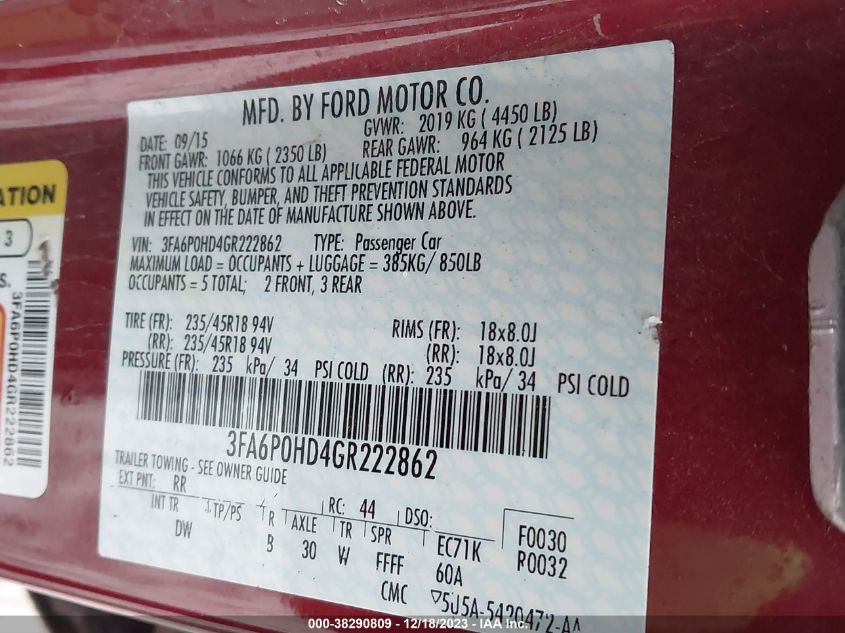 MFD. BY FORD MOTOR CO.
DATE: 09/15 GVWR: 2019 KG ( 4450 LB)
FRONT GAWR: 1066 KG ( 2350 LB) REAR GAWR: 964 KG ( 2125 LB)
THIS VEHICLE CONFORMS TO ALL APPLICABLE FEDERAL MOTOR
VEHICLE SAFETY, BUMPER, AND THEFT PREVENTION STANDARDS
IN EFFECT ON THE DATE OF MANUFACTURE SHOWN ABOVE.
VIN: 3FA6P0HD4GR222862 TYPE: Passenger Car
MAXIMUM LOAD = OCCUPANTS + LUGGAGE = 385KG/ 850LB
OCCUPANTS = 5 TOTAL; 2 FRONT, 3 REAR
TIRE (FR): 235/45R18 94V RIMS (FR): 18x8.0J
(RR): 235/45R18 94V (RR): 18x8.0J
PRESSURE (FR): 235 kPa/ 34 PSI COLD (RR): 235 kPa/ 34 PSI COLD
3FA6P0HD4GR222862
TRAILER TOWING - SEE OWNER GUIDE
EXT PNT: RR RC: 44 DSO: F0030
INT TR TP/PS R AXLE TR SPR EC71K R0032
DW B 30 W FFFF 60A
CMC 5U5A-5420472-AA
ATION
3
S.
3FA6P0HD4GR222862
000-38290809 - 12/18/2023 - IAA Inc.